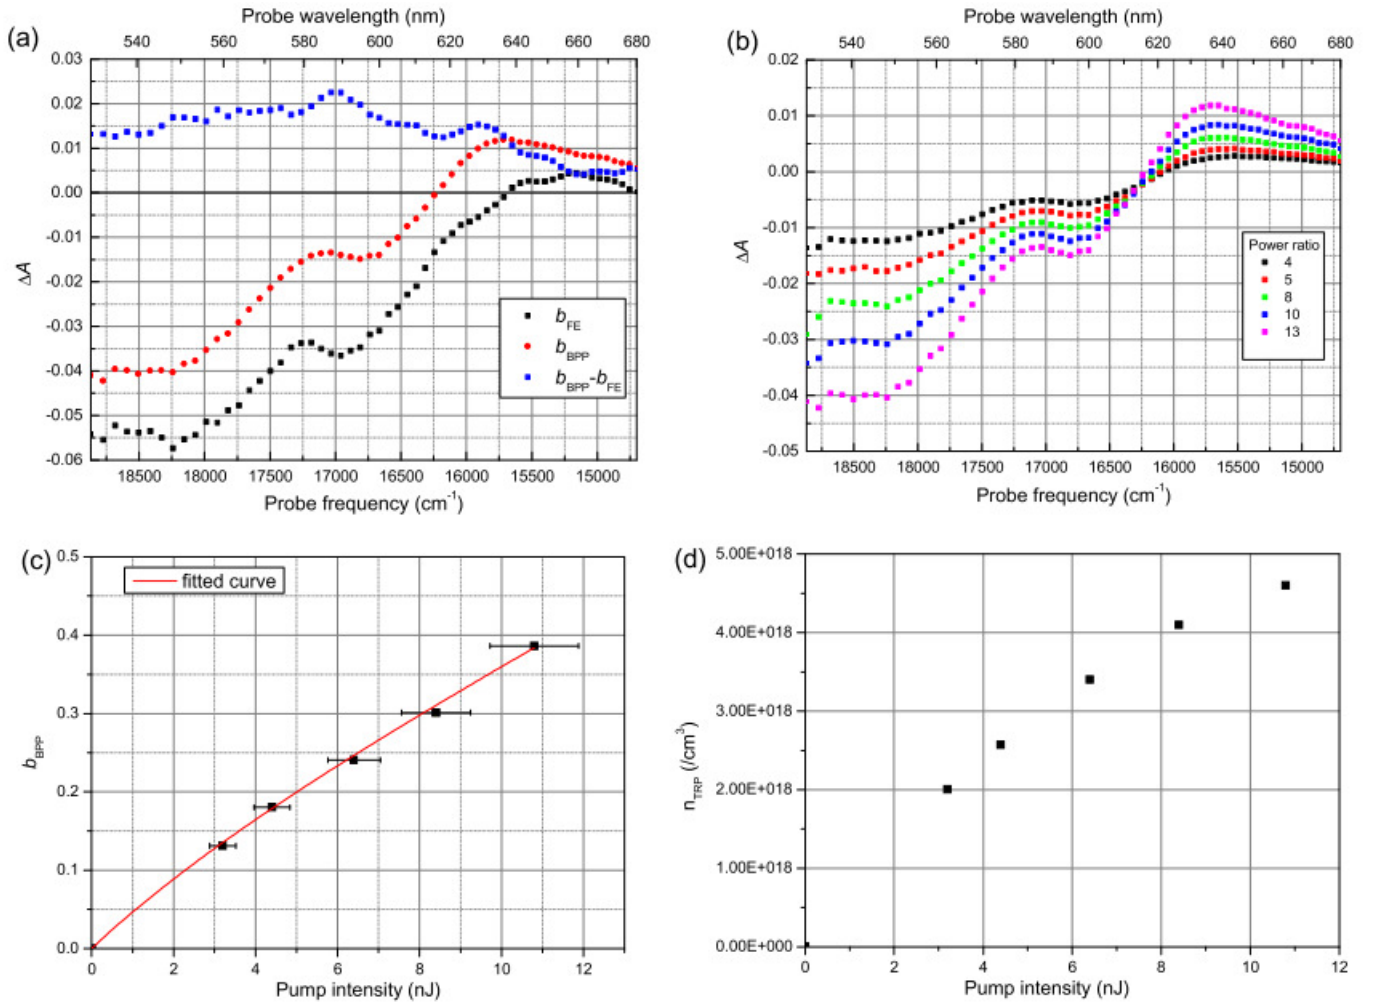 (a)
Probe wavelength (nm)
540 560 580 600 620 640 660 680
0.03
0.02
0.01
0.00
-0.01
-0.02
-0.03
-0.04
-0.05
-0.06
ΔA
b_FE
b_BPP
b_BPP-b_FE
18500 18000 17500 17000 16500 16000 15500 15000
Probe frequency (cm⁻¹)
(b)
Probe wavelength (nm)
540 560 580 600 620 640 660 680
0.02
0.01
0.00
-0.01
-0.02
-0.03
-0.04
-0.05
ΔA
Power ratio
4
5
8
10
13
18500 18000 17500 17000 16500 16000 15500 15000
Probe frequency (cm⁻¹)
(c)
0.5
0.4
0.3
0.2
0.1
0.0
b_BPP
fitted curve
0 2 4 6 8 10 12
Pump intensity (nJ)
(d)
5.00E+018
4.00E+018
3.00E+018
2.00E+018
1.00E+018
0.00E+000
n_TRP (/cm³)
0 2 4 6 8 10 12
Pump intensity (nJ)